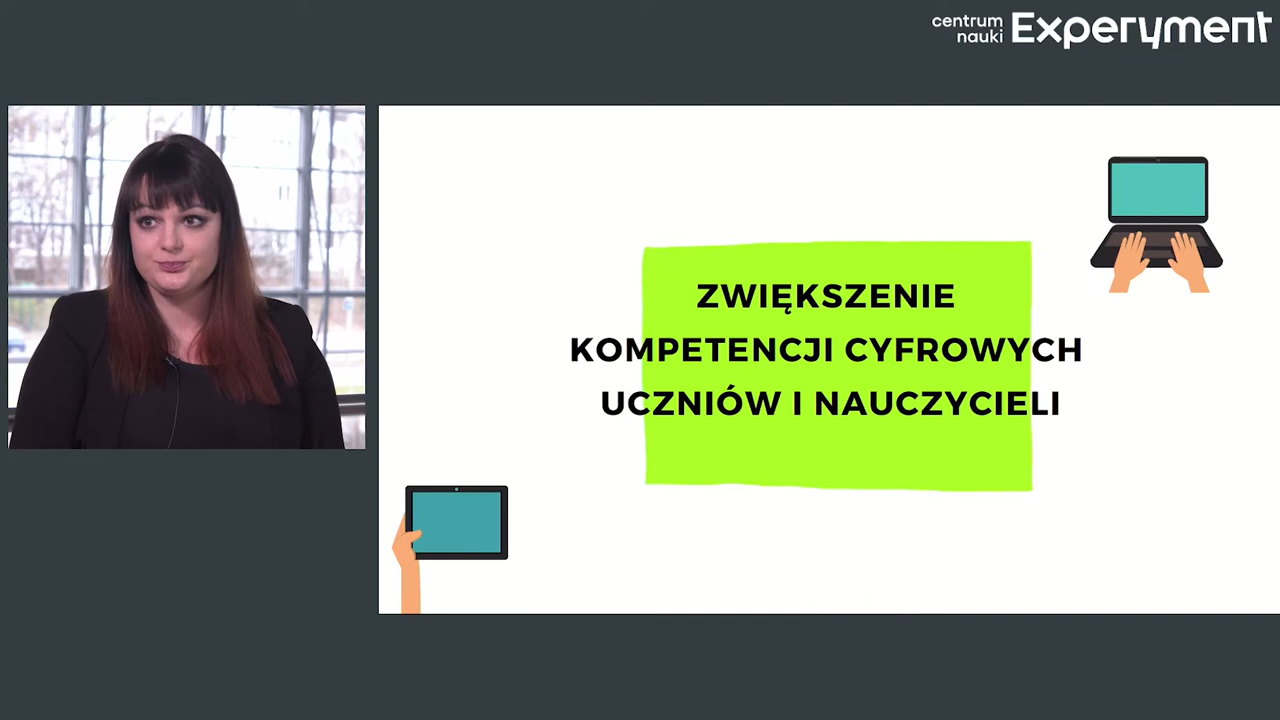 centrum
nauki Experyment
ZWIĘKSZENIE
KOMPETENCJI CYFROWYCH
UCZNIÓW I NAUCZYCIELI